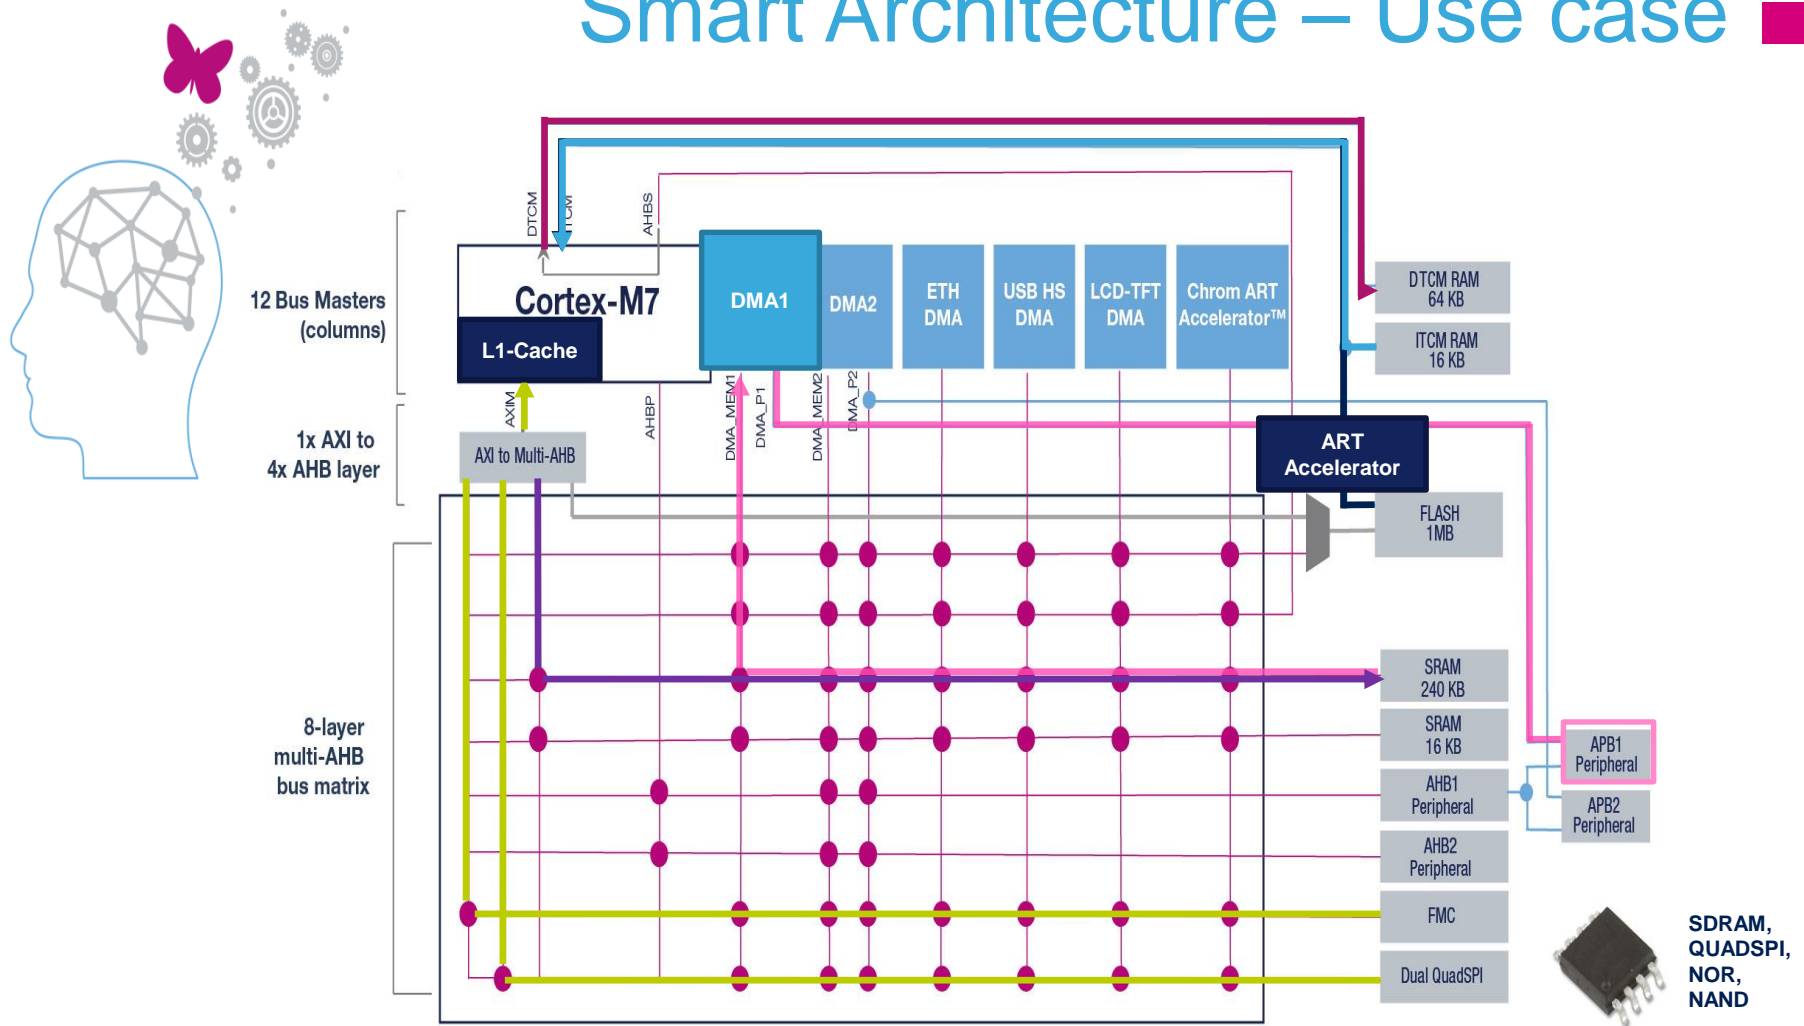 Smart Architecture – Use case
DTCM
ITCM
AHBS
12 Bus Masters
(columns)
Cortex-M7
L1-Cache
DMA1
DMA2
ETH
DMA
USB HS
DMA
LCD-TFT
DMA
Chrom ART
Accelerator™
DTCM RAM
64 KB
ITCM RAM
16 KB
AXIM
AHBP
DMA_MEM1
DMA_P1
DMA_MEM2
DMA_P2
1x AXI to
4x AHB layer
AXI to Multi-AHB
ART
Accelerator
FLASH
1MB
8-layer
multi-AHB
bus matrix
SRAM
240 KB
SRAM
16 KB
AHB1
Peripheral
APB1
Peripheral
APB2
Peripheral
AHB2
Peripheral
FMC
Dual QuadSPI
SDRAM,
QUADSPI,
NOR,
NAND